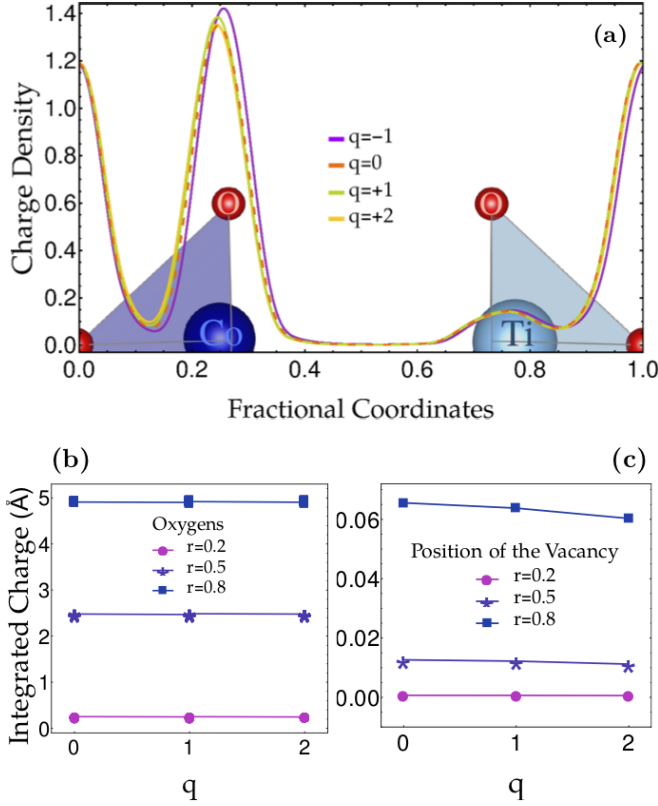 (a)
Charge Density
1.4
1.2
1.0
0.8
0.6
0.4
0.2
0.0
q=−1
q=0
q=+1
q=+2
O
O
Co
Ti
0.0 0.2 0.4 0.6 0.8 1.0
Fractional Coordinates
(b)
Integrated Charge (Å)
5
4
3
2
1
0
Oxygens
r=0.2
r=0.5
r=0.8
0 1 2
q
(c)
0.06
0.04
0.02
0.00
Position of the Vacancy
r=0.2
r=0.5
r=0.8
0 1 2
q